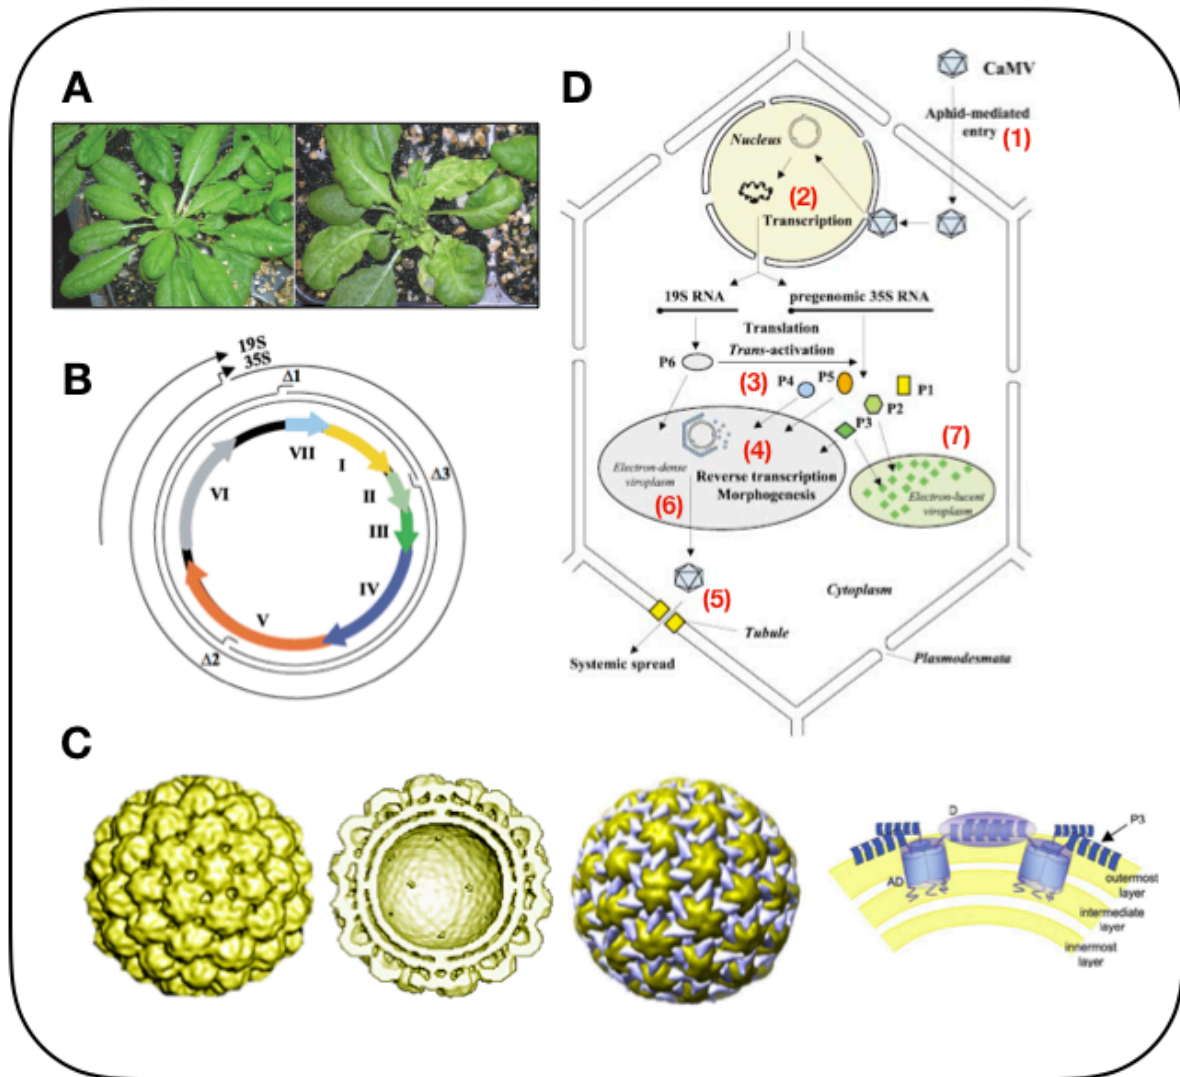 A
B
19S
35S
Δ1
Δ3
Δ2
VII
I
II
III
IV
V
VI
C
D
P3
AD
outermost
layer
intermediate
layer
innermost
layer
D
CaMV
Aphid-mediated
entry
(1)
Nucleus
(2)
Transcription
19S RNA
pregenomic 35S RNA
Translation
Trans-activation
P6
(3)
P4
P5
P1
P2
P3
(4)
(7)
Electron-dense
viroplasm
Reverse transcription
Morphogenesis
Electron-lucent
viroplasm
(6)
(5)
Cytoplasm
Tubule
Systemic spread
Plasmodesmata